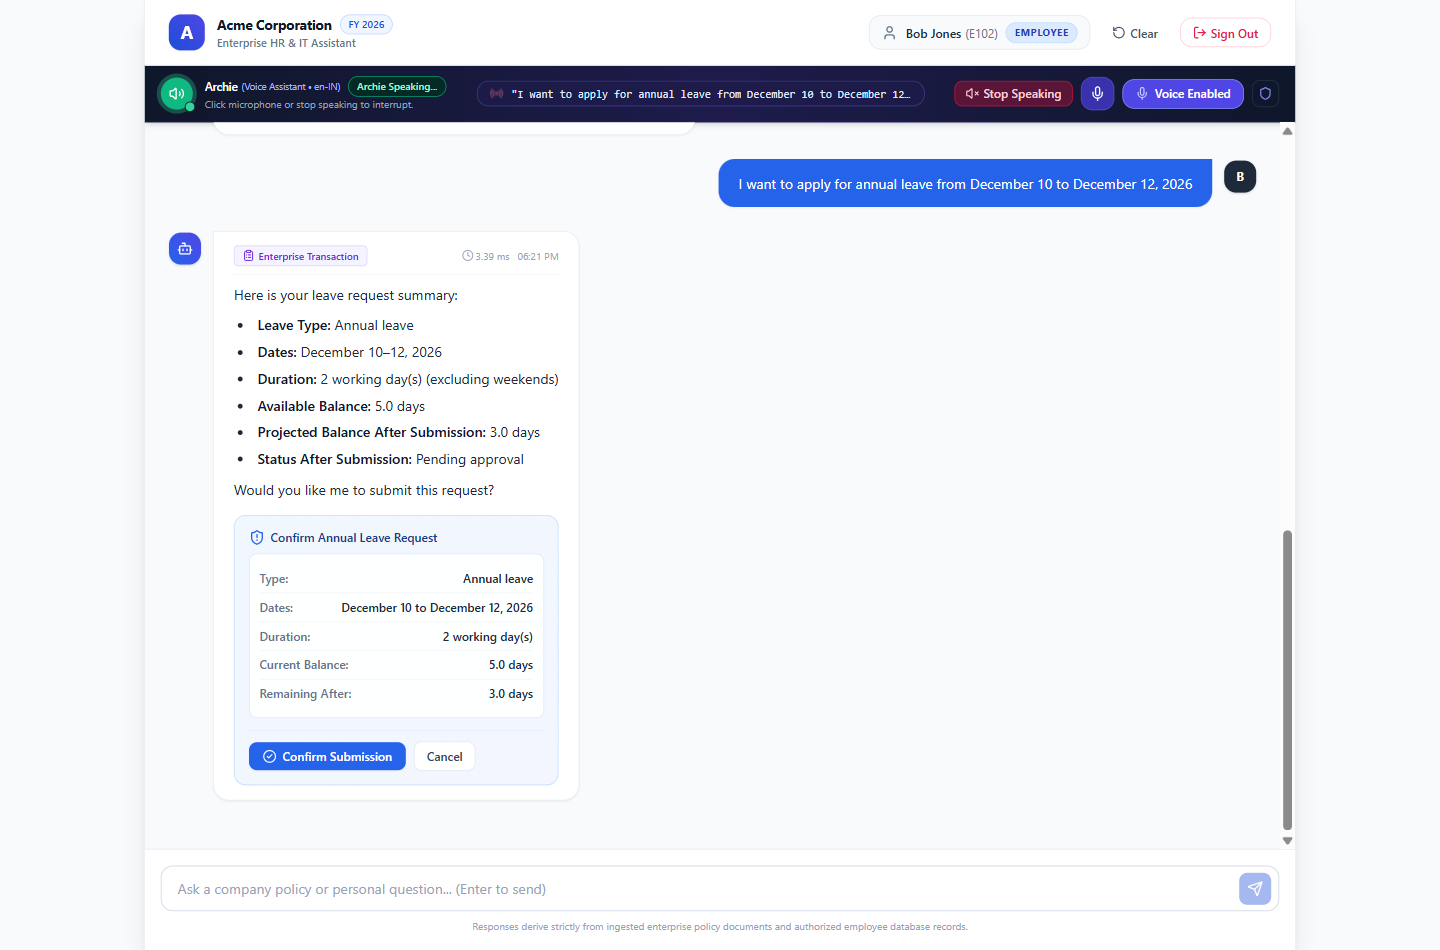 A
Acme Corporation
FY 2026
Enterprise HR & IT Assistant
Bob Jones (E102)
EMPLOYEE
Clear
Sign Out
Archie (Voice Assistant • en-IN)
Archie Speaking...
Click microphone or stop speaking to interrupt.
"I want to apply for annual leave from December 10 to December 12…
Stop Speaking
Voice Enabled
I want to apply for annual leave from December 10 to December 12, 2026
B
Enterprise Transaction
3.39 ms 06:21 PM
Here is your leave request summary:
• Leave Type: Annual leave
• Dates: December 10–12, 2026
• Duration: 2 working day(s) (excluding weekends)
• Available Balance: 5.0 days
• Projected Balance After Submission: 3.0 days
• Status After Submission: Pending approval
Would you like me to submit this request?
Confirm Annual Leave Request
Type: Annual leave
Dates: December 10 to December 12, 2026
Duration: 2 working day(s)
Current Balance: 5.0 days
Remaining After: 3.0 days
Confirm Submission
Cancel
Ask a company policy or personal question... (Enter to send)
Responses derive strictly from ingested enterprise policy documents and authorized employee database records.